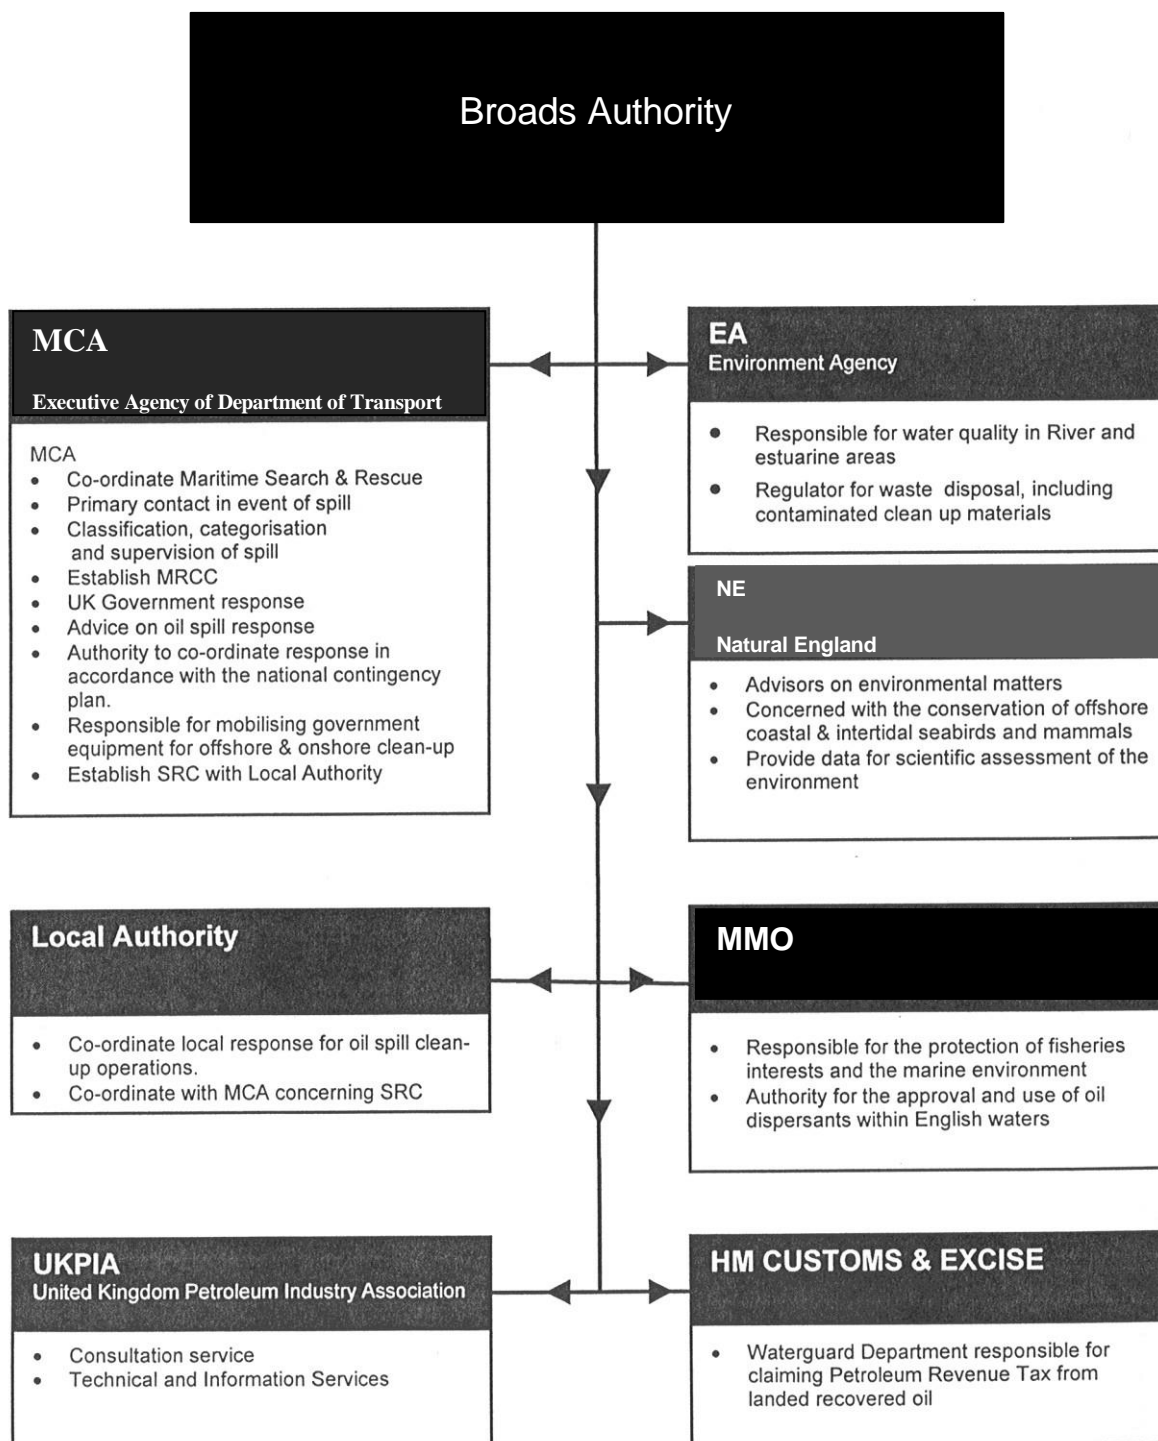 Broads Authority
MCA
Executive Agency of Department of Transport
MCA
• Co-ordinate Maritime Search & Rescue
• Primary contact in event of spill
• Classification, categorisation
and supervision of spill
• Establish MRCC
• UK Government response
• Advice on oil spill response
• Authority to co-ordinate response in
accordance with the national contingency
plan.
• Responsible for mobilising government
equipment for offshore & onshore clean-up
• Establish SRC with Local Authority
EA
Environment Agency
• Responsible for water quality in River and
estuarine areas
• Regulator for waste disposal, including
contaminated clean up materials
NE
Natural England
• Advisors on environmental matters
• Concerned with the conservation of offshore
coastal & intertidal seabirds and mammals
• Provide data for scientific assessment of the
environment
Local Authority
• Co-ordinate local response for oil spill clean-
up operations.
• Co-ordinate with MCA concerning SRC
MMO
• Responsible for the protection of fisheries
interests and the marine environment
• Authority for the approval and use of oil
dispersants within English waters
UKPIA
United Kingdom Petroleum Industry Association
• Consultation service
• Technical and Information Services
HM CUSTOMS & EXCISE
• Waterguard Department responsible for
claiming Petroleum Revenue Tax from
landed recovered oil